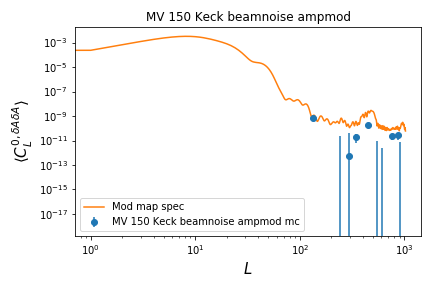 MV 150 Keck beamnoise ampmod
⟨C_L^{0,δAδA}⟩
10^{-3}
10^{-5}
10^{-7}
10^{-9}
10^{-11}
10^{-13}
10^{-15}
10^{-17}
Mod map spec
MV 150 Keck beamnoise ampmod mc
10^0 10^1 10^2 10^3
L